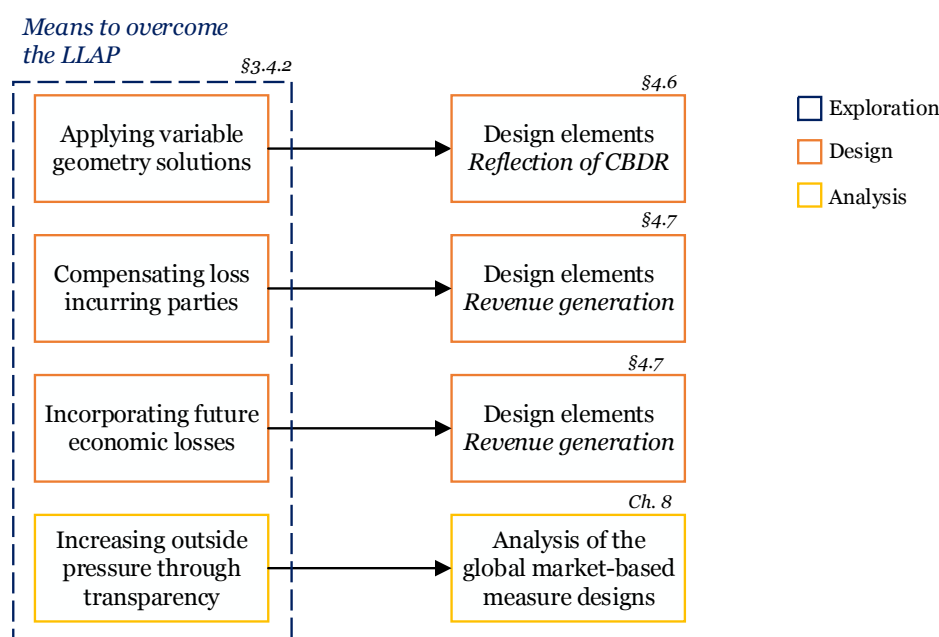 Means to overcome
the LLAP
§3.4.2
Applying variable
geometry solutions
§4.6
Design elements
Reflection of CBDR
Compensating loss
incurring parties
§4.7
Design elements
Revenue generation
Incorporating future
economic losses
§4.7
Design elements
Revenue generation
Increasing outside
pressure through
transparency
Ch. 8
Analysis of the
global market-based
measure designs
Exploration
Design
Analysis